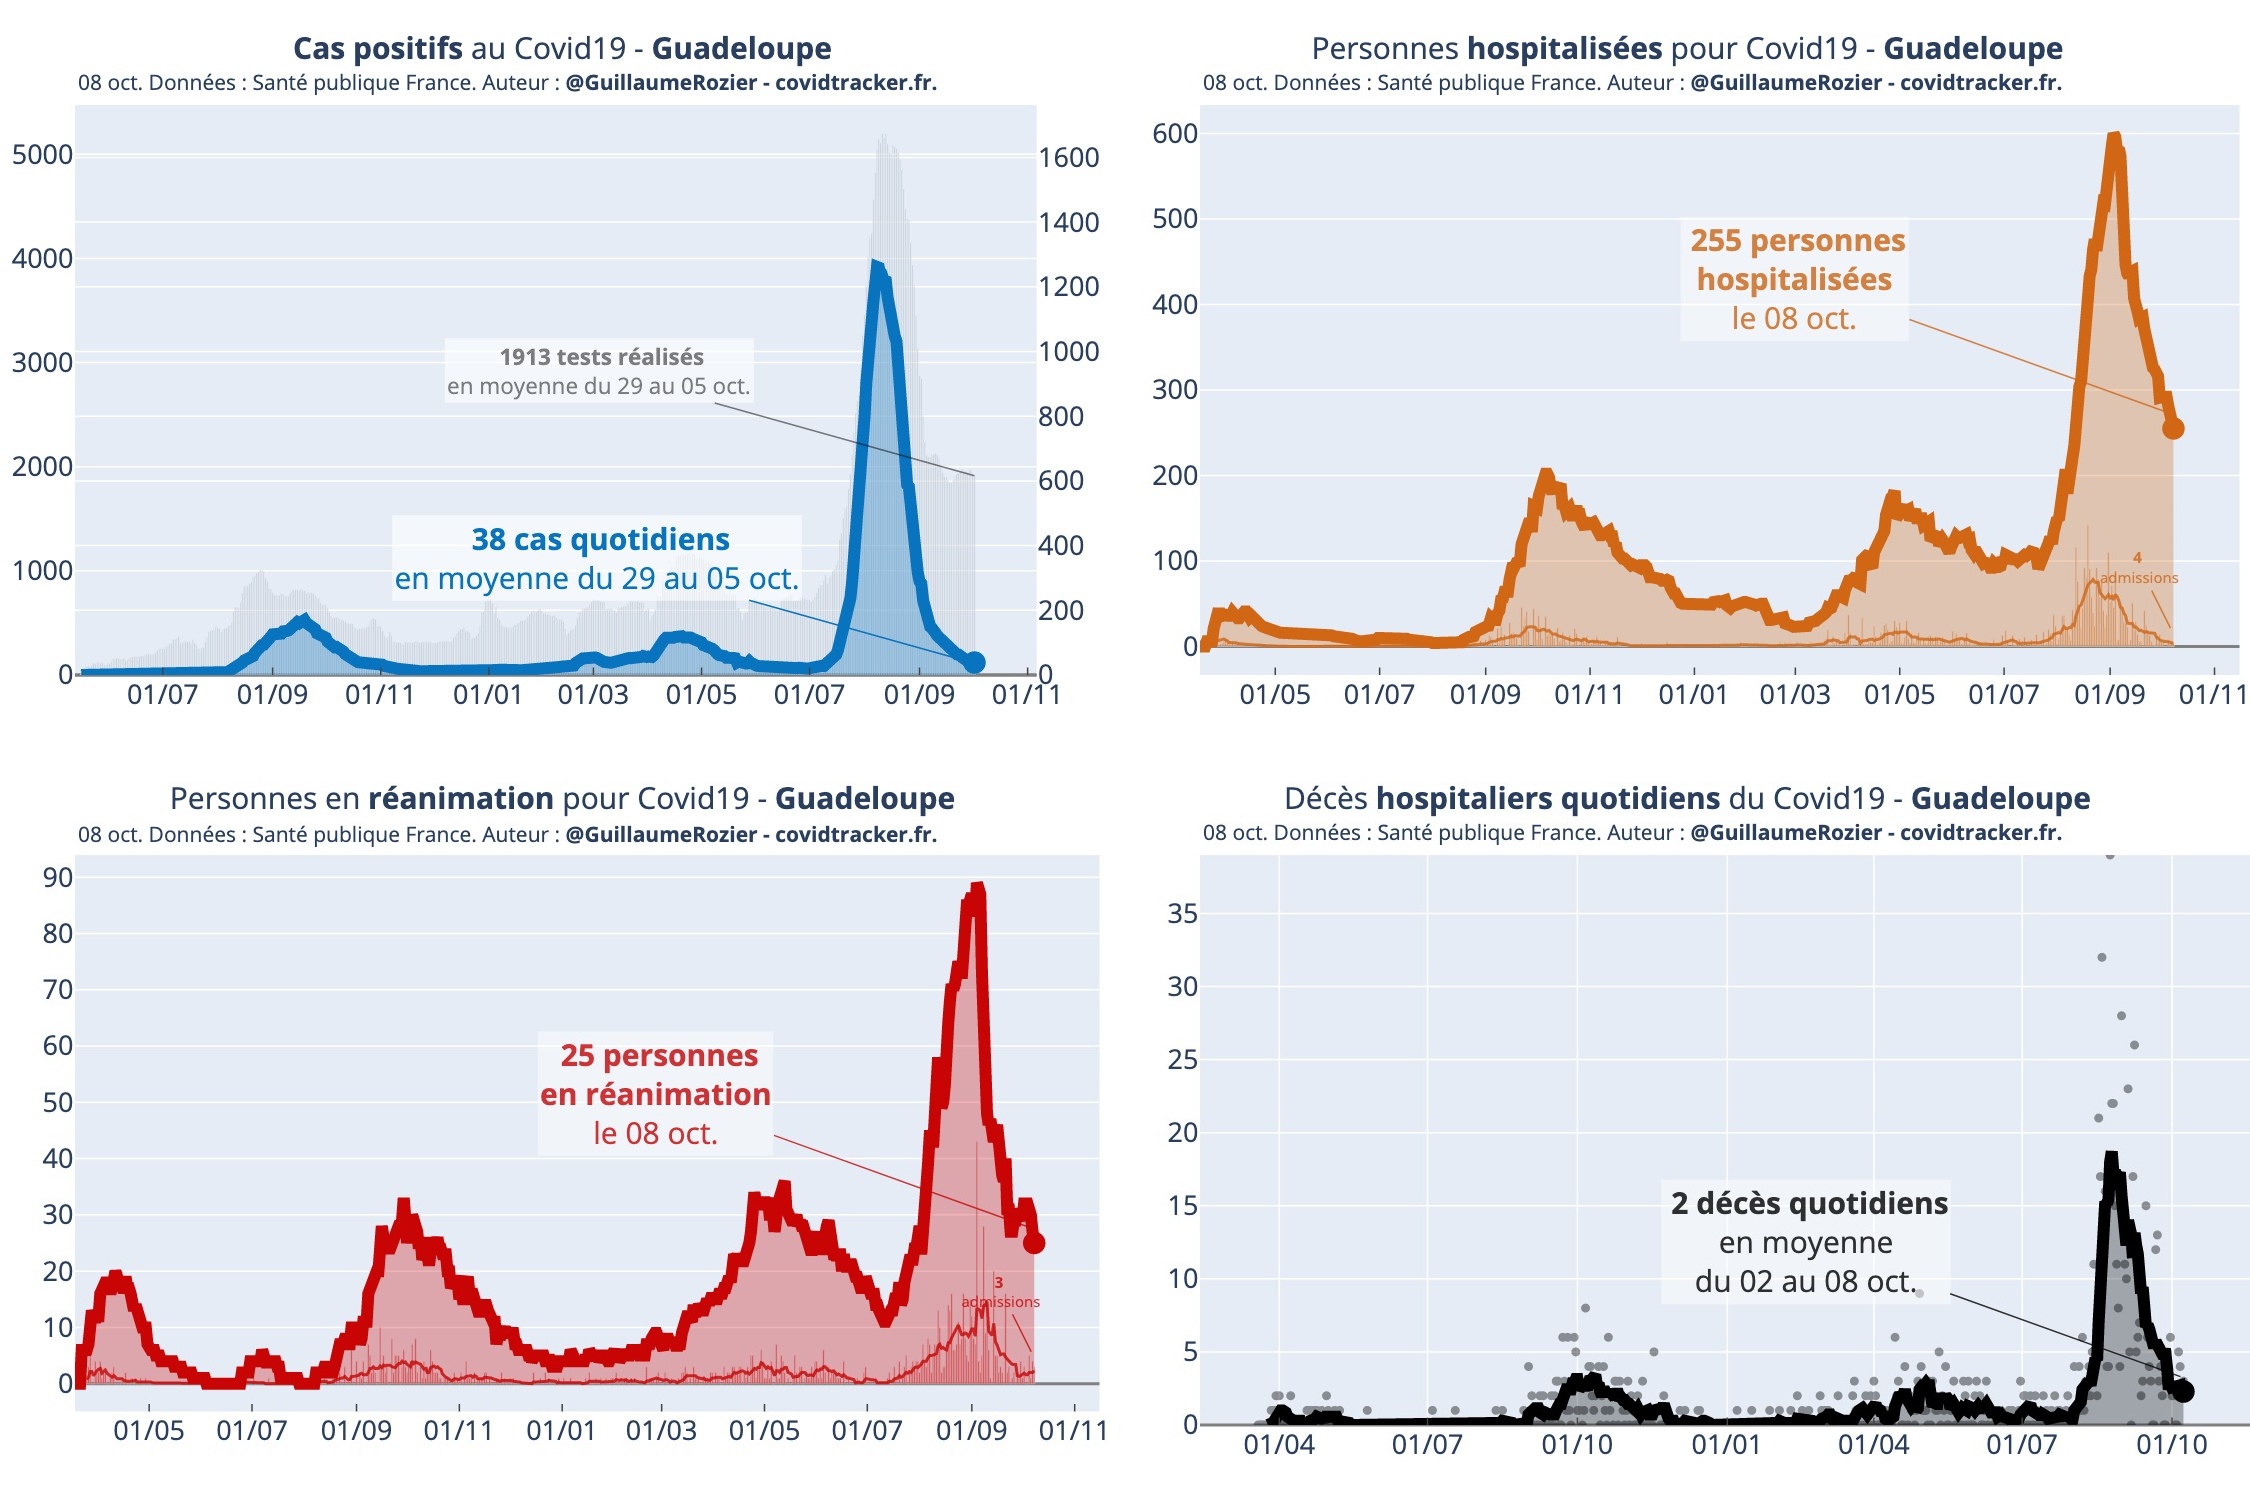 Cas positifs au Covid19 - Guadeloupe
08 oct. Données : Santé publique France. Auteur : @GuillaumeRozier - covidtracker.fr.
5000
4000
3000
2000
1000
0
1600
1400
1200
1000
800
600
400
200
0
1913 tests réalisés
en moyenne du 29 au 05 oct.
38 cas quotidiens
en moyenne du 29 au 05 oct.
01/07 01/09 01/11 01/01 01/03 01/05 01/07 01/09 01/11
Personnes hospitalisées pour Covid19 - Guadeloupe
08 oct. Données : Santé publique France. Auteur : @GuillaumeRozier - covidtracker.fr.
600
500
400
300
200
100
0
255 personnes
hospitalisées
le 08 oct.
4
admissions
01/05 01/07 01/09 01/11 01/01 01/03 01/05 01/07 01/09 01/11
Personnes en réanimation pour Covid19 - Guadeloupe
08 oct. Données : Santé publique France. Auteur : @GuillaumeRozier - covidtracker.fr.
90
80
70
60
50
40
30
20
10
0
25 personnes
en réanimation
le 08 oct.
3
admissions
01/05 01/07 01/09 01/11 01/01 01/03 01/05 01/07 01/09 01/11
Décès hospitaliers quotidiens du Covid19 - Guadeloupe
08 oct. Données : Santé publique France. Auteur : @GuillaumeRozier - covidtracker.fr.
35
30
25
20
15
10
5
0
2 décès quotidiens
en moyenne
du 02 au 08 oct.
01/04 01/07 01/10 01/01 01/04 01/07 01/10